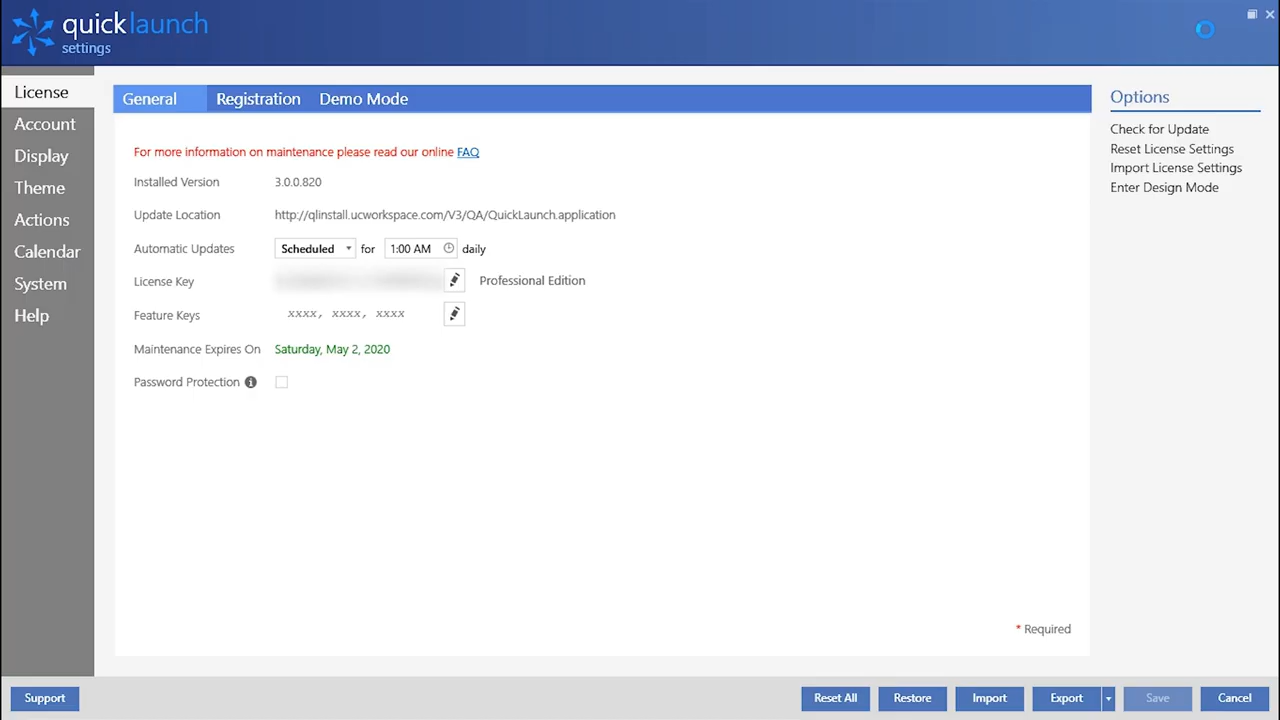 quicklaunch
settings
License
Account
Display
Theme
Actions
Calendar
System
Help
General Registration Demo Mode
For more information on maintenance please read our online FAQ
Installed Version 3.0.0.820
Update Location http://qlinstall.ucworkspace.com/V3/QA/QuickLaunch.application
Automatic Updates Scheduled for 1:00 AM daily
License Key Professional Edition
Feature Keys xxxx, xxxx, xxxx
Maintenance Expires On Saturday, May 2, 2020
Password Protection
* Required
Options
Check for Update
Reset License Settings
Import License Settings
Enter Design Mode
Support Reset All Restore Import Export Save Cancel